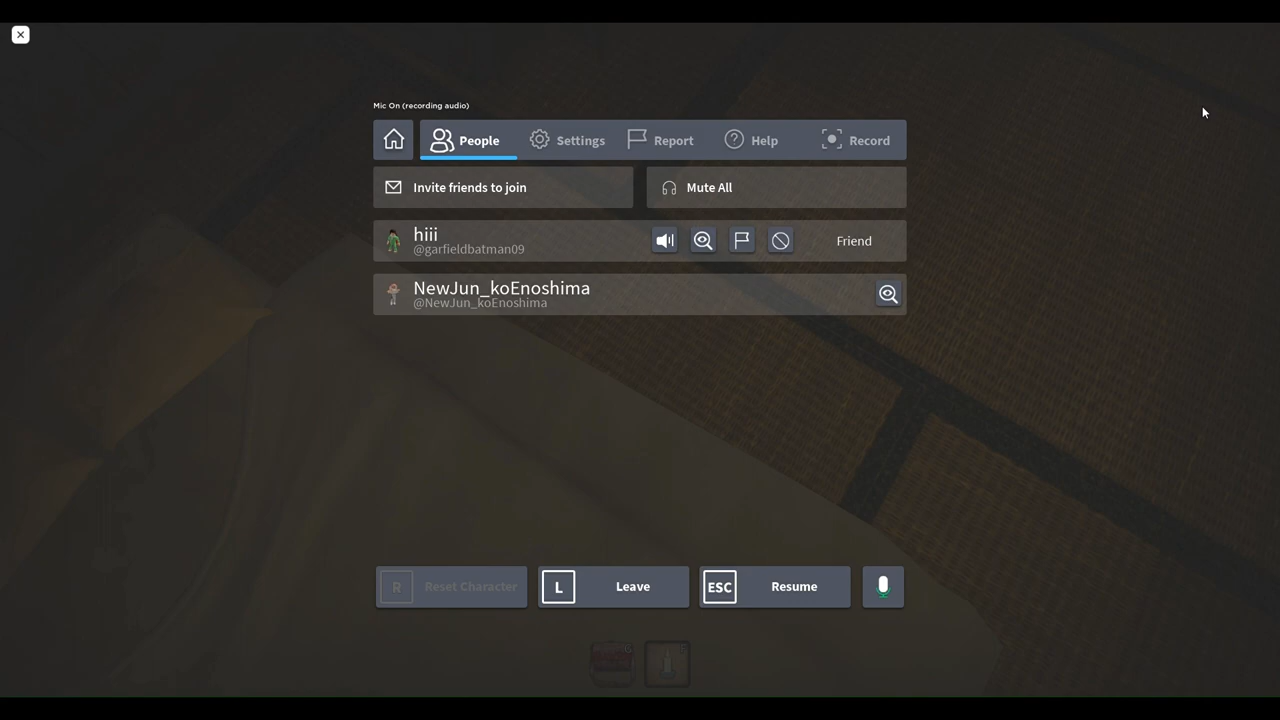 Mic On (recording audio)
People Settings Report Help Record
Invite friends to join Mute All
hiii
@garfieldbatman09
Friend
NewJun_koEnoshima
@NewJun_koEnoshima
R Reset Character L Leave ESC Resume